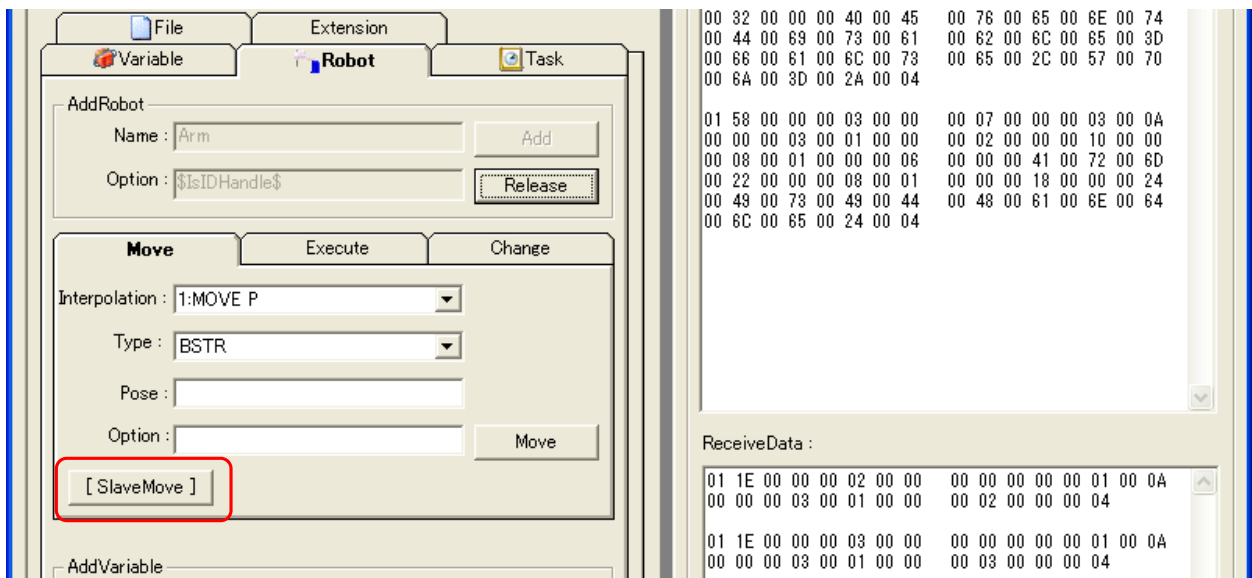 File Extension
Variable Robot Task
AddRobot
Name : Arm Add
Option : $IsIDHandle$ Release
Move Execute Change
Interpolation : 1:MOVE P
Type : BSTR
Pose :
Option : Move
[ SlaveMove ]
AddVariable
00 32 00 00 00 40 00 45 00 76 00 65 00 6E 00 74
00 44 00 69 00 73 00 61 00 62 00 6C 00 65 00 3D
00 66 00 61 00 6C 00 73 00 65 00 2C 00 57 00 70
00 6A 00 3D 00 2A 00 04
01 58 00 00 00 03 00 00 00 07 00 00 00 03 00 0A
00 00 00 03 00 01 00 00 00 02 00 00 00 10 00 00
00 08 00 01 00 00 00 06 00 00 00 41 00 72 00 6D
00 22 00 00 00 08 00 01 00 00 00 18 00 00 00 24
00 49 00 73 00 49 00 44 00 48 00 61 00 6E 00 64
00 6C 00 65 00 24 00 04
ReceiveData :
01 1E 00 00 00 02 00 00 00 00 00 00 00 01 00 0A
00 00 00 03 00 01 00 00 00 02 00 00 00 04
01 1E 00 00 00 03 00 00 00 00 00 00 00 01 00 0A
00 00 00 03 00 01 00 00 00 03 00 00 00 04